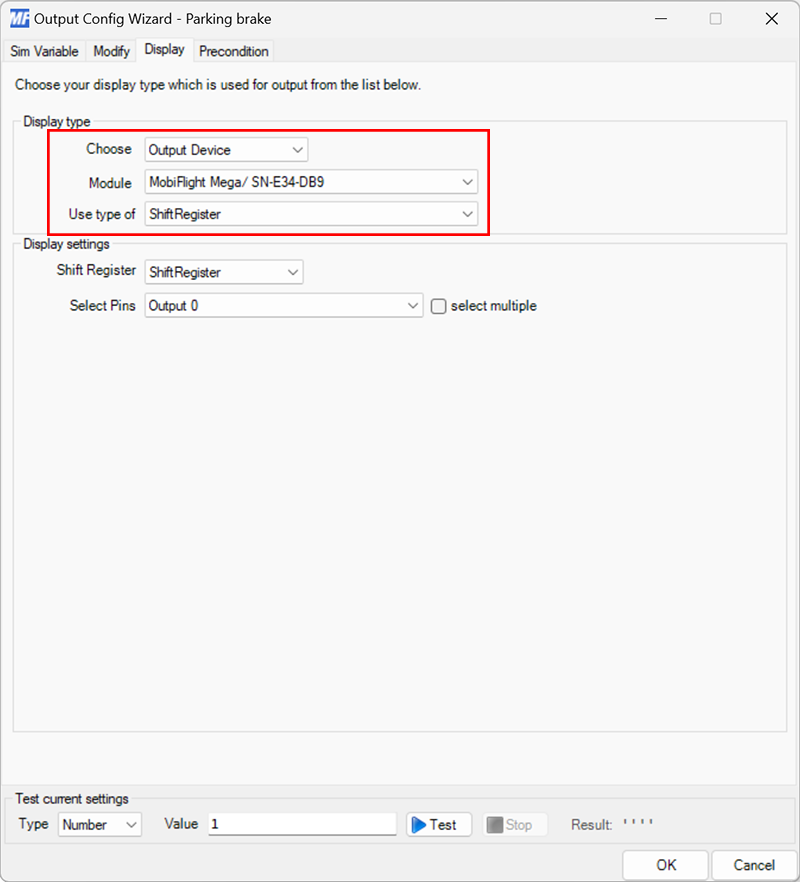 MF Output Config Wizard - Parking brake
Sim Variable Modify Display Precondition
Choose your display type which is used for output from the list below.
Display type
Choose Output Device
Module MobiFlight Mega/ SN-E34-DB9
Use type of ShiftRegister
Display settings
Shift Register ShiftRegister
Select Pins Output 0 select multiple
Test current settings
Type Number Value 1 Test Stop Result: ' ' ' '
OK Cancel